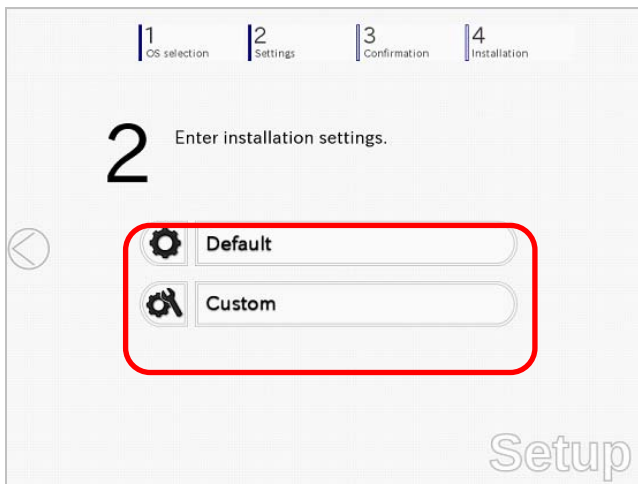 1
OS selection
2
Settings
3
Confirmation
4
Installation
2
Enter installation settings.
Default
Custom
Setup